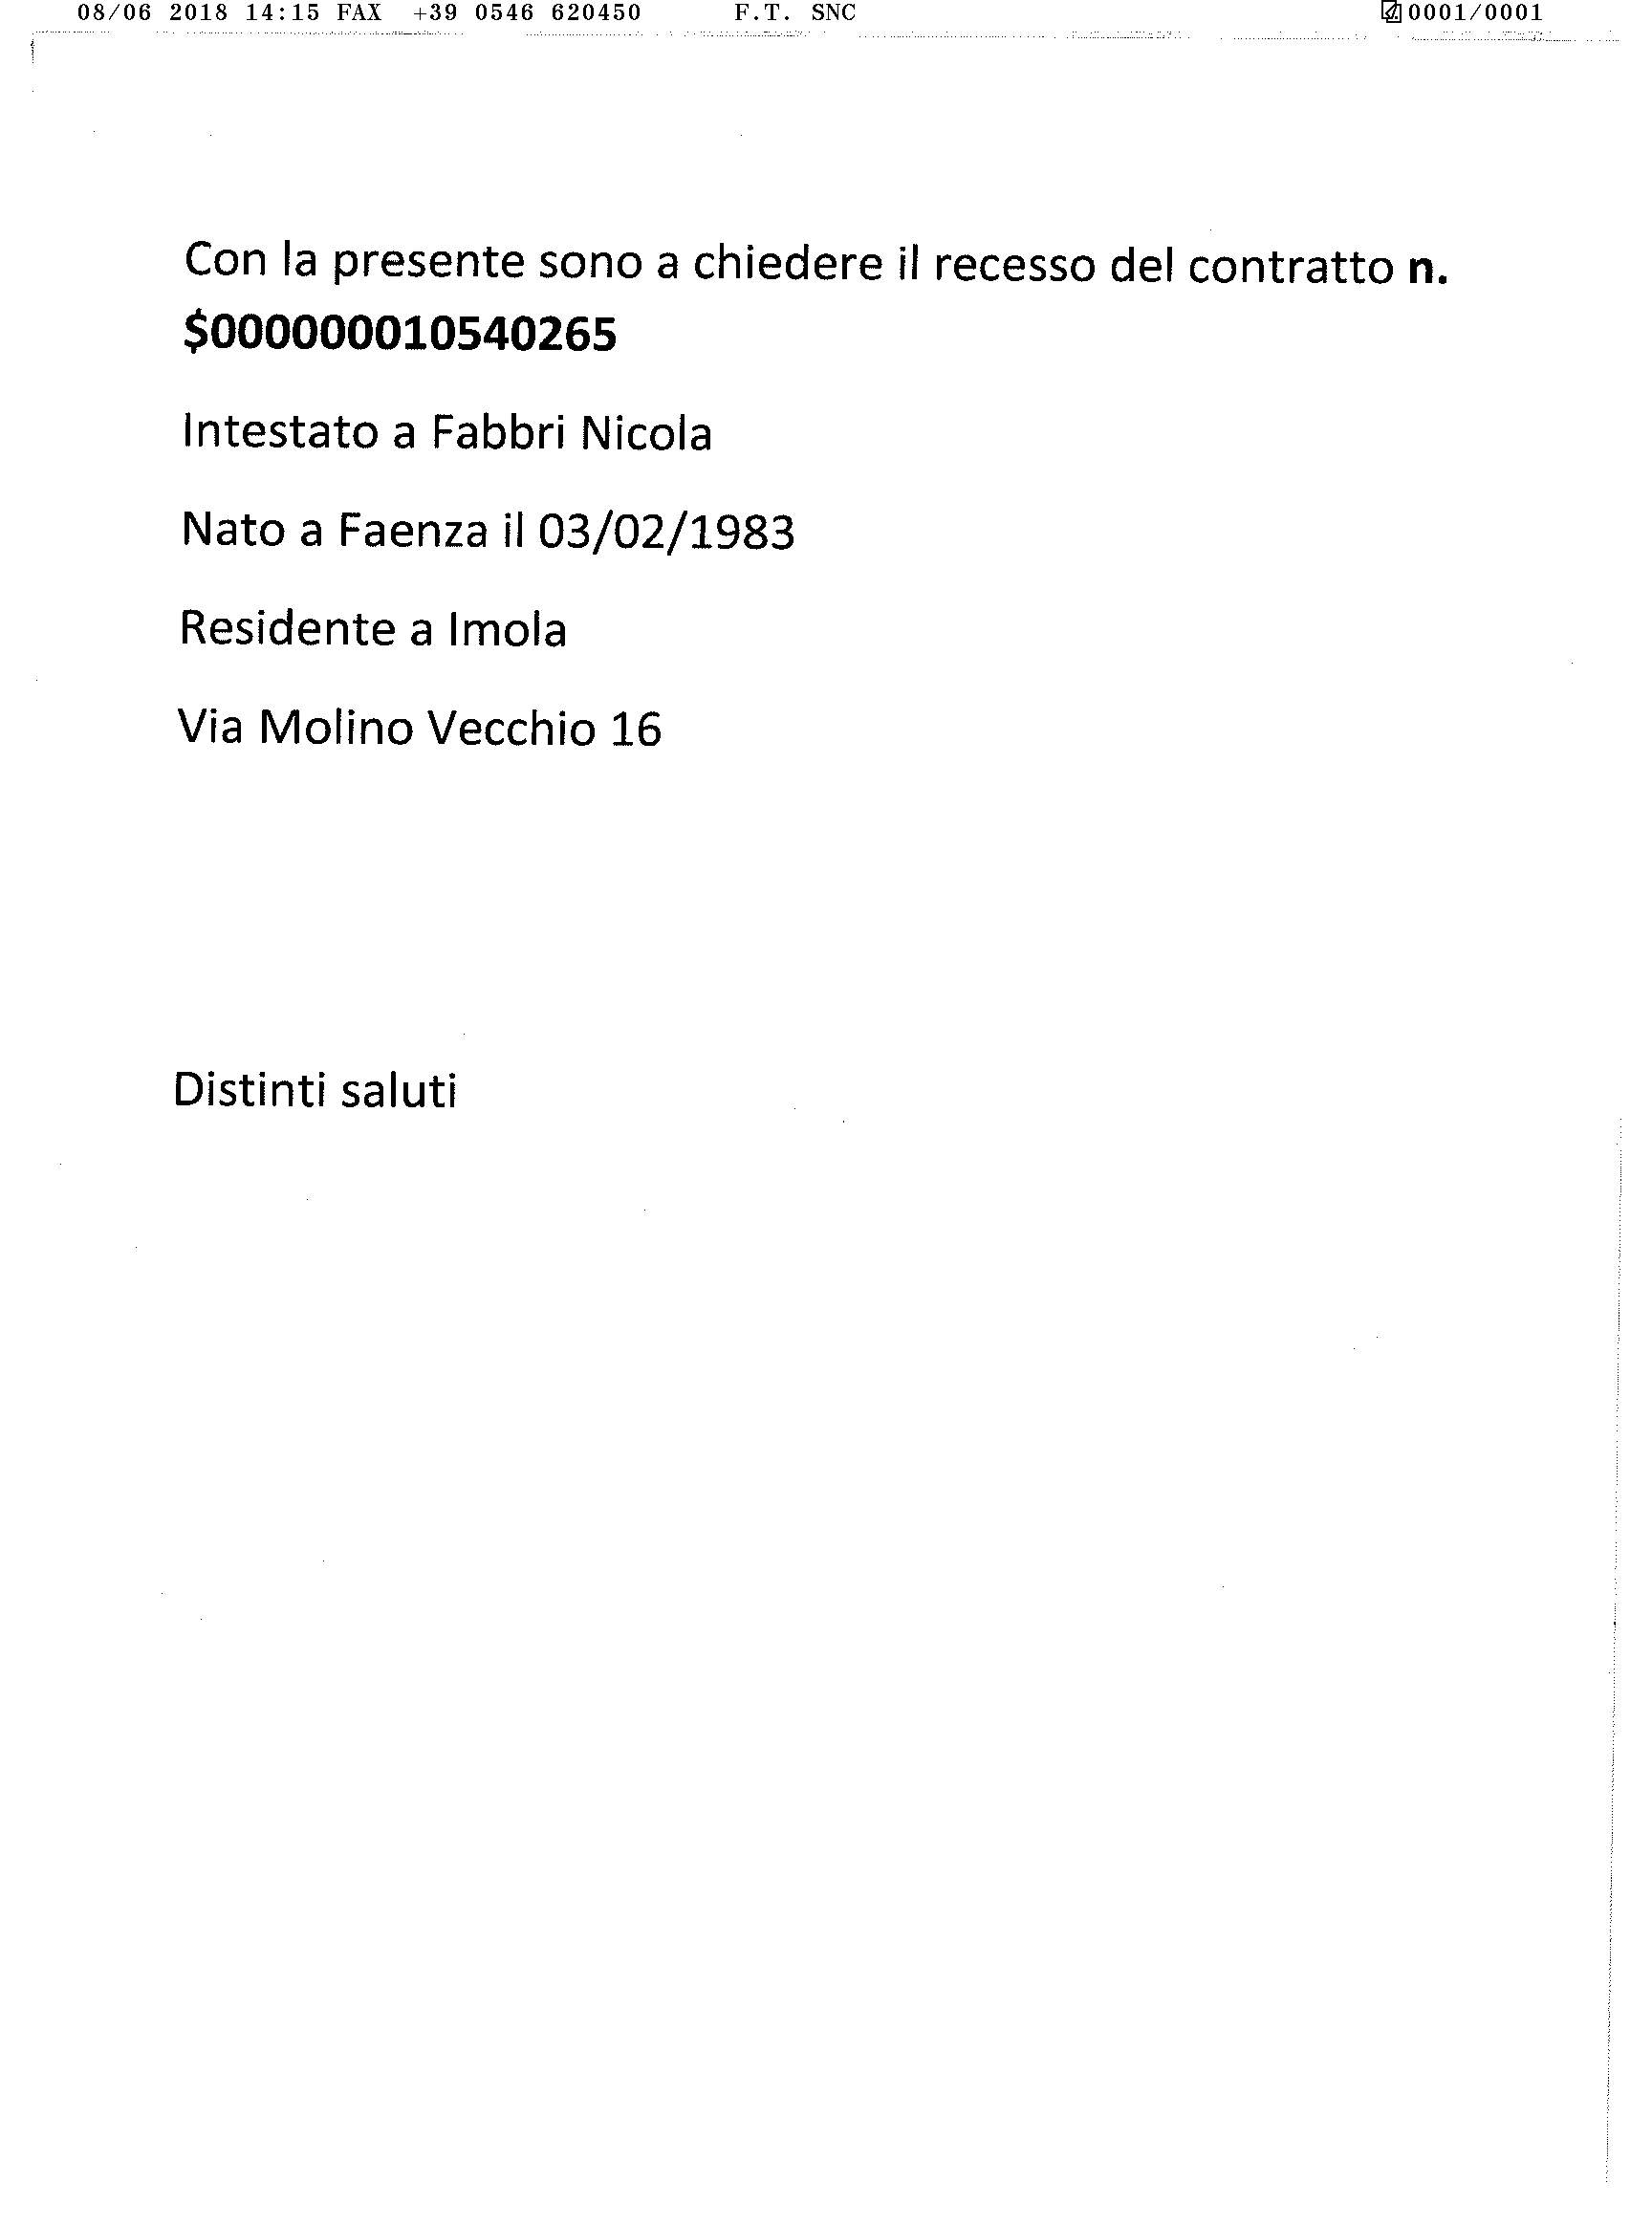 08/06 2018 14:15 FAX +39 0546 620450 F.T. SNC 0001/0001
Con la presente sono a chiedere il recesso del contratto n.
$000000010540265
Intestato a Fabbri Nicola
Nato a Faenza il 03/02/1983
Residente a Imola
Via Molino Vecchio 16
Distinti saluti